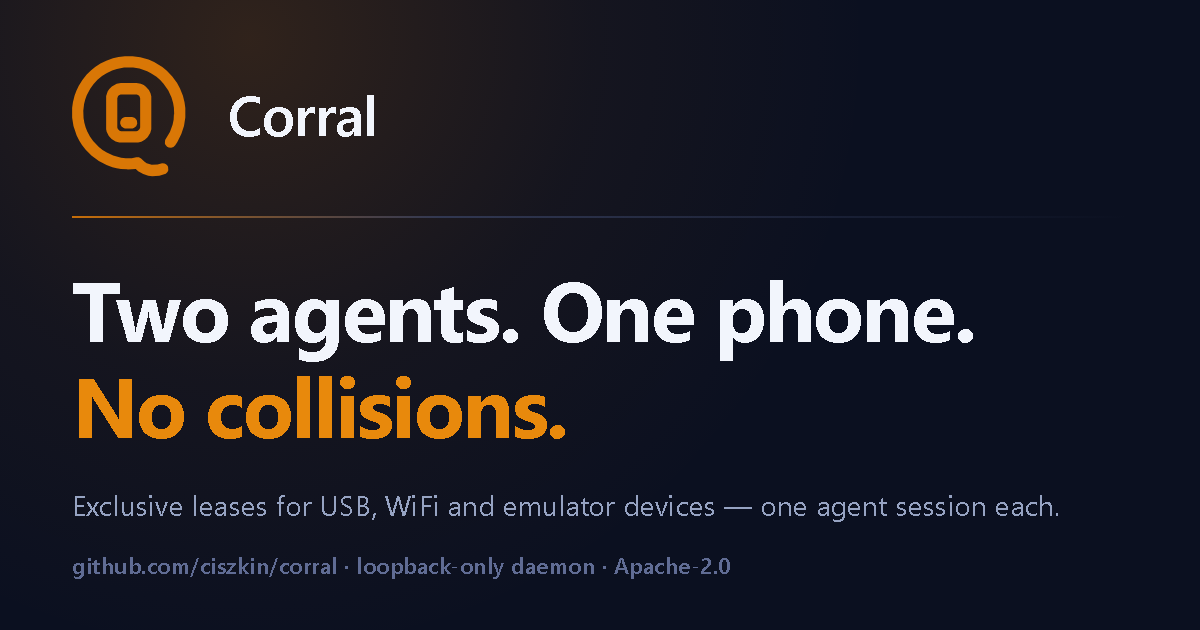 Corral
Two agents. One phone.
No collisions.
Exclusive leases for USB, WiFi and emulator devices — one agent session each.
github.com/ciszkin/corral · loopback-only daemon · Apache-2.0